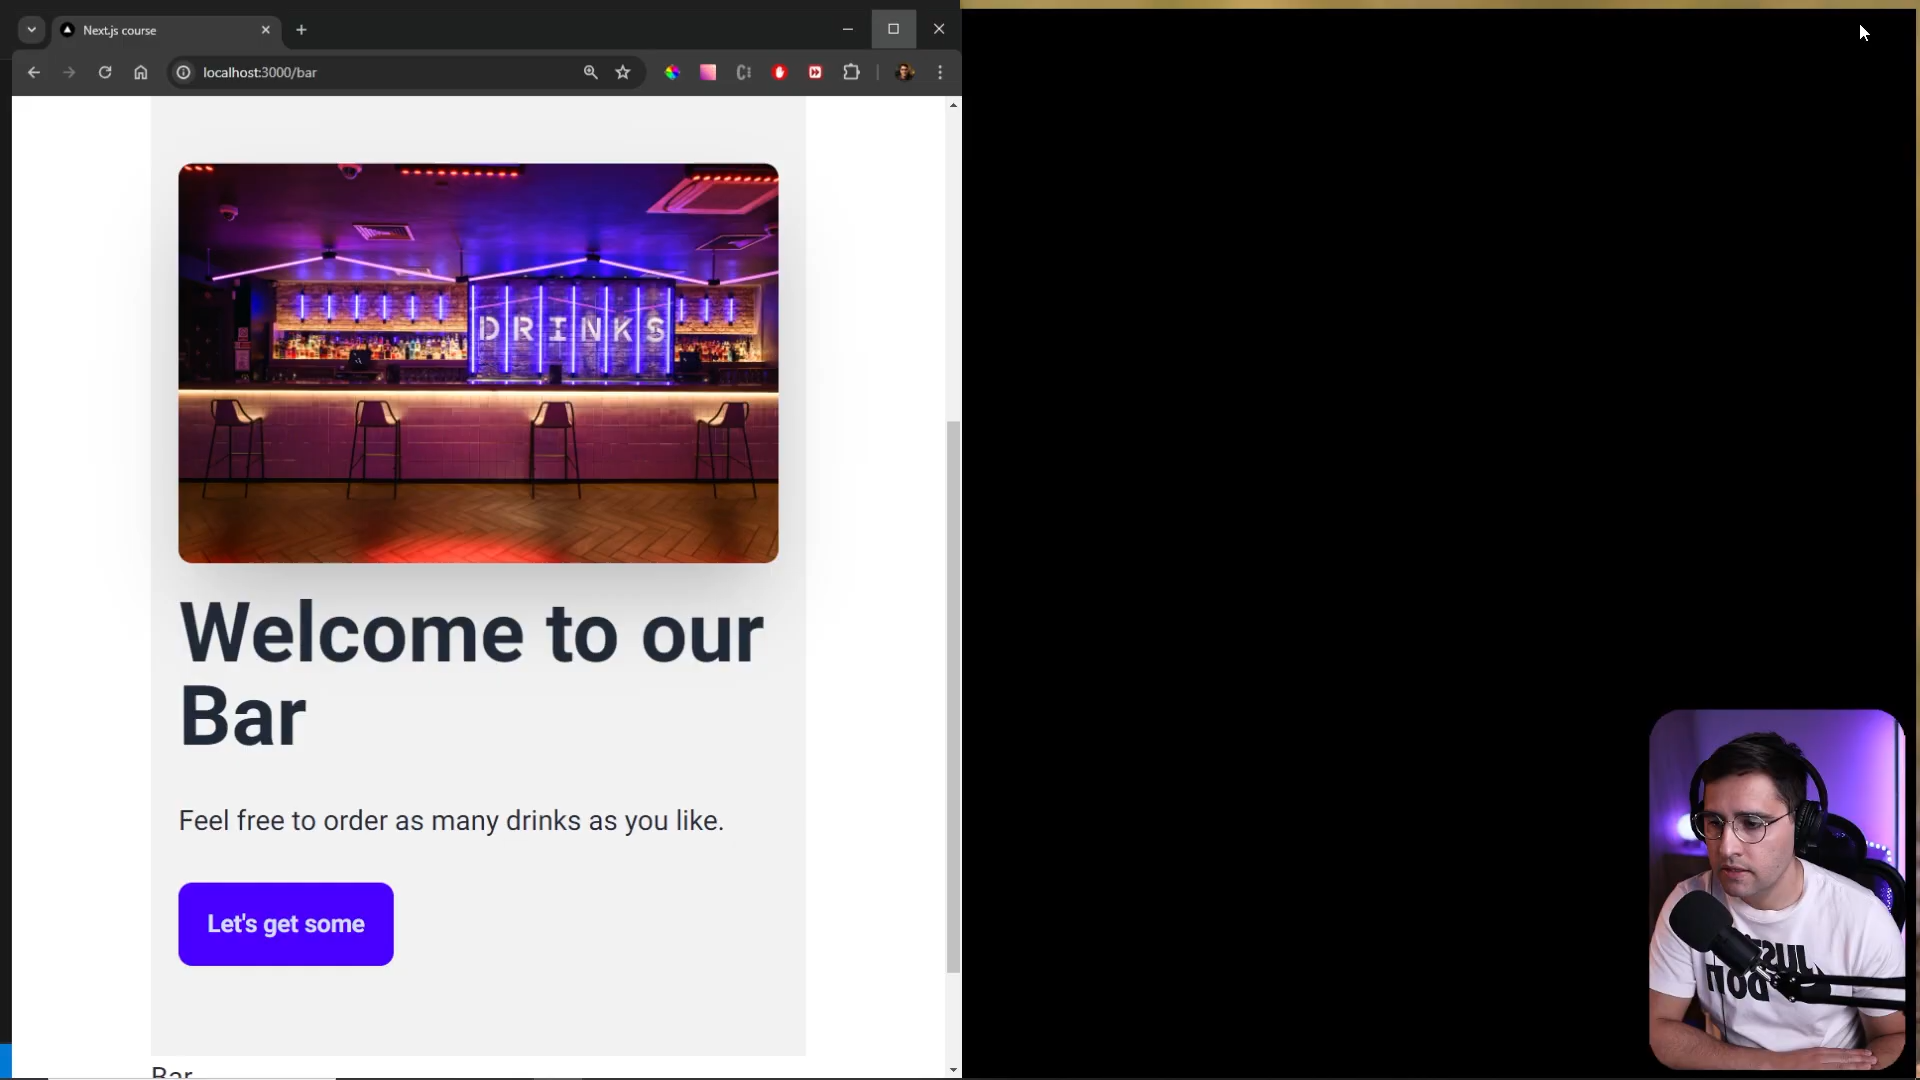 Next.js course
localhost:3000/bar
DRINKS
Welcome to our
Bar
Feel free to order as many drinks as you like.
Let's get some
Bar